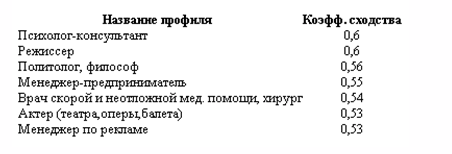 Название профиля Коэфф. сходства
Психолог-консультант 0,6
Режиссер 0,6
Политолог, философ 0,56
Менеджер-предприниматель 0,55
Врач скорой и неотложной мед. помощи, хирург 0,54
Актер (театра,оперы,балета) 0,53
Менеджер по рекламе 0,53